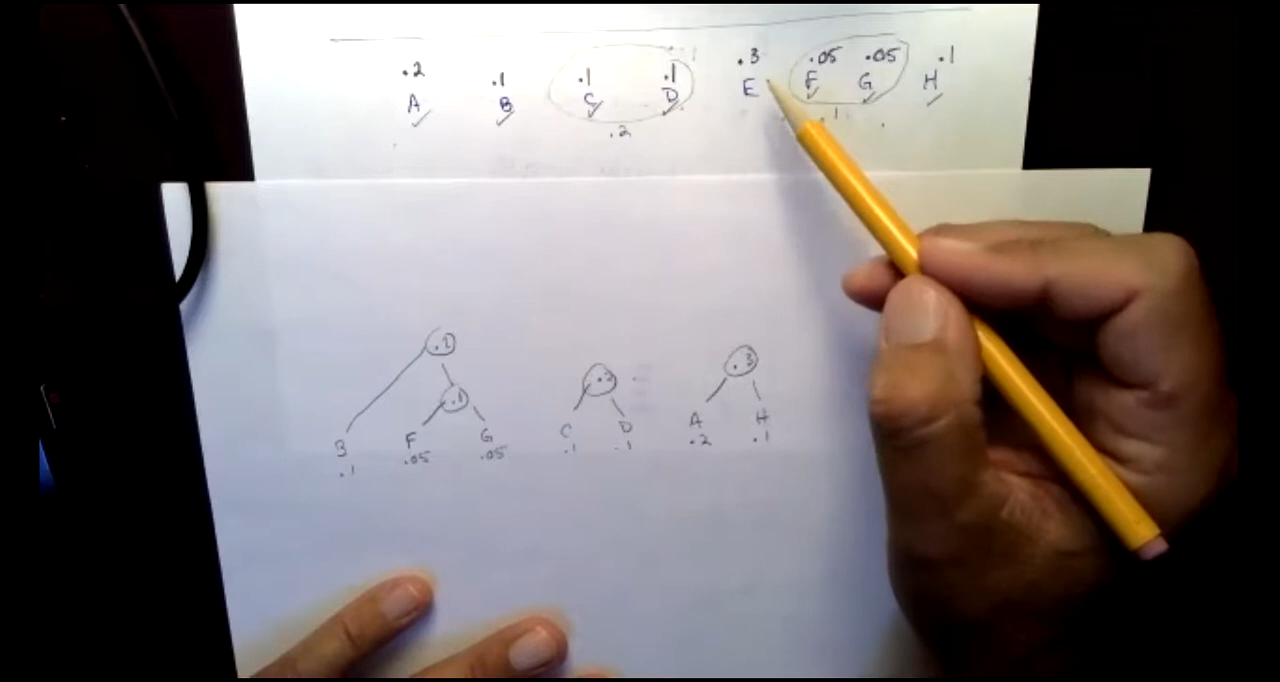 .2 .1 .1 .1 .3 .05 .05 .1
A B C D E F G H
.2 .1
.2 .2 .3
.1
B F G C D A H
.1 .05 .05 .1 .1 .2 .1